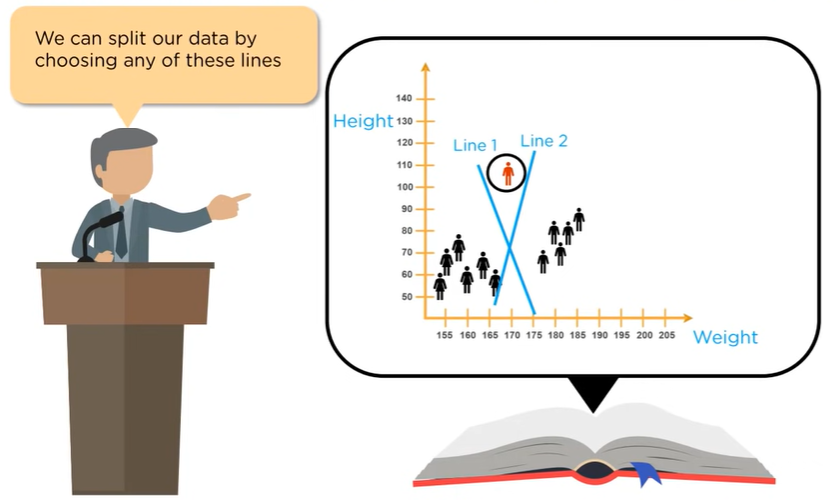 We can split our data by
choosing any of these lines
140
Height 130
120
Line 1 Line 2
110
100
90
80
70
60
50
155 160 165 170 175 180 185 190 195 200 205
Weight